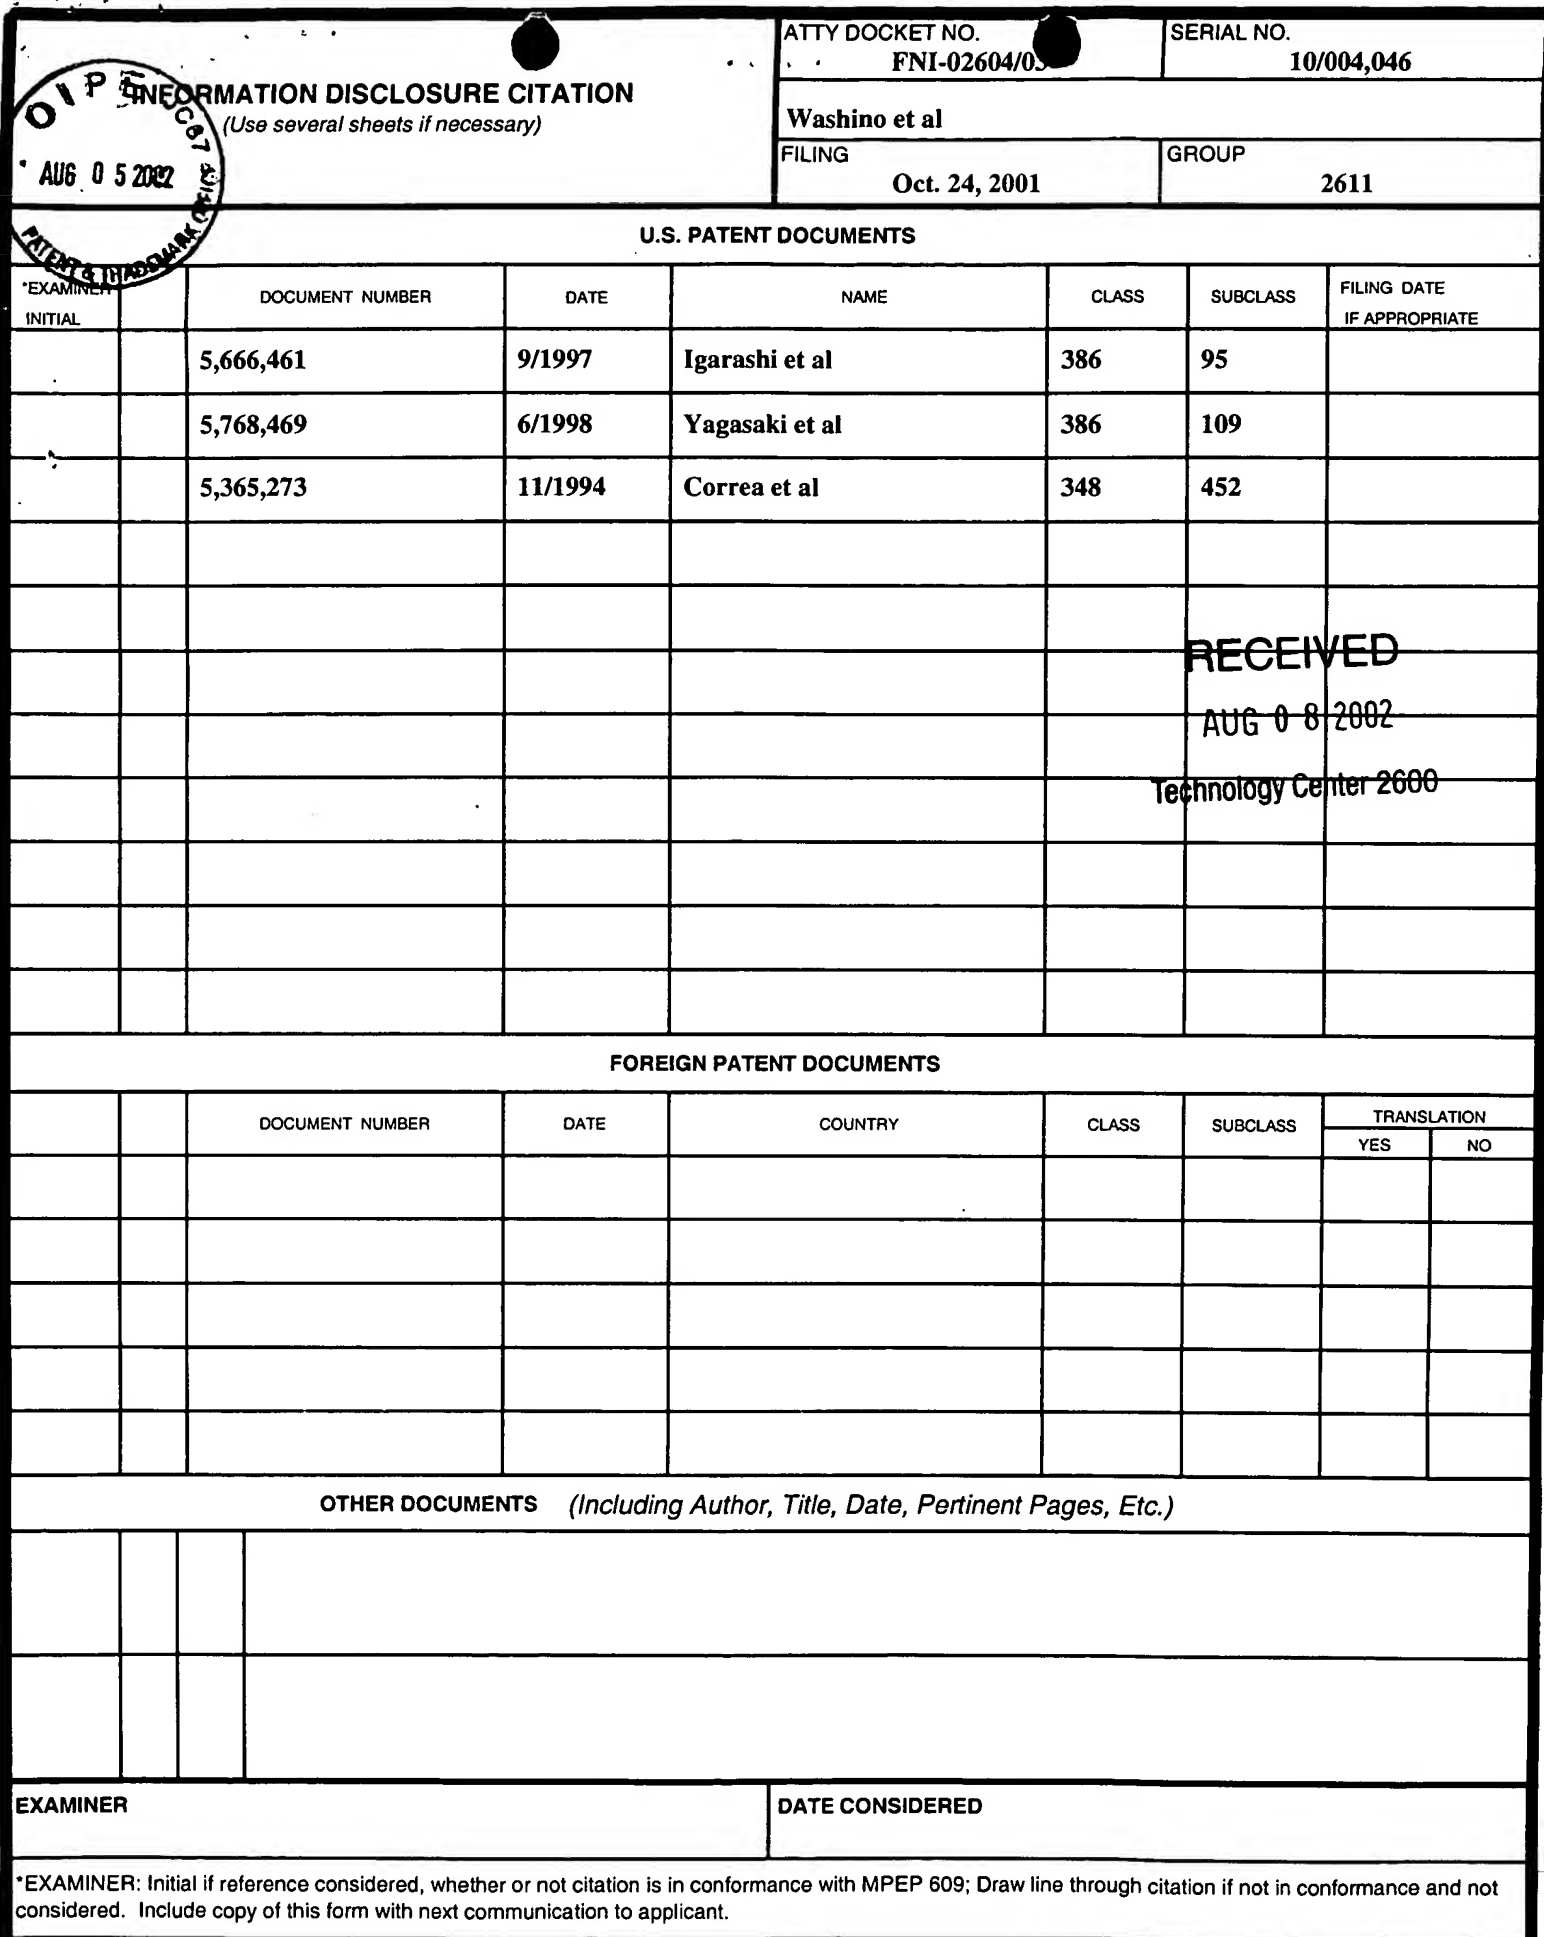 ATTY DOCKET NO.
FNI-02604/0
SERIAL NO.
10/004,046
INFORMATION DISCLOSURE CITATION
(Use several sheets if necessary)
Washino et al
FILING
Oct. 24, 2001
GROUP
2611
OIPE
AUG 05 2002
PATENT & TRADEMARK
U.S. PATENT DOCUMENTS
*EXAMINER INITIAL DOCUMENT NUMBER DATE NAME CLASS SUBCLASS FILING DATE IF APPROPRIATE
5,666,461 9/1997 Igarashi et al 386 95
5,768,469 6/1998 Yagasaki et al 386 109
5,365,273 11/1994 Correa et al 348 452
RECEIVED
AUG 08 2002
Technology Center 2600
FOREIGN PATENT DOCUMENTS
DOCUMENT NUMBER DATE COUNTRY CLASS SUBCLASS TRANSLATION
YES NO
OTHER DOCUMENTS (Including Author, Title, Date, Pertinent Pages, Etc.)
EXAMINER DATE CONSIDERED
*EXAMINER: Initial if reference considered, whether or not citation is in conformance with MPEP 609; Draw line through citation if not in conformance and not
considered. Include copy of this form with next communication to applicant.